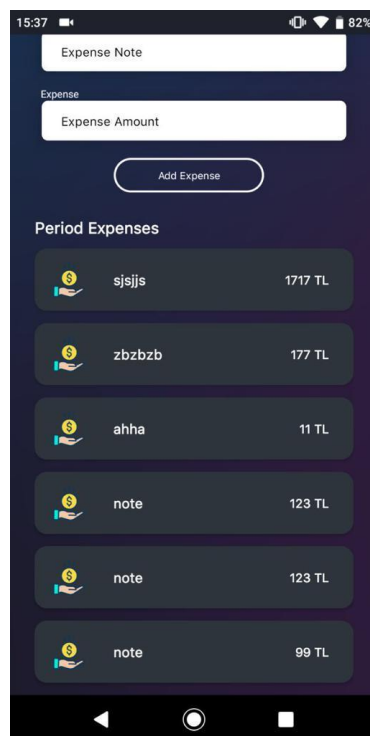 15:37 82%
Expense Note
Expense
Expense Amount
Add Expense
Period Expenses
sjsjjs 1717 TL
zbzbzb 177 TL
ahha 11 TL
note 123 TL
note 123 TL
note 99 TL